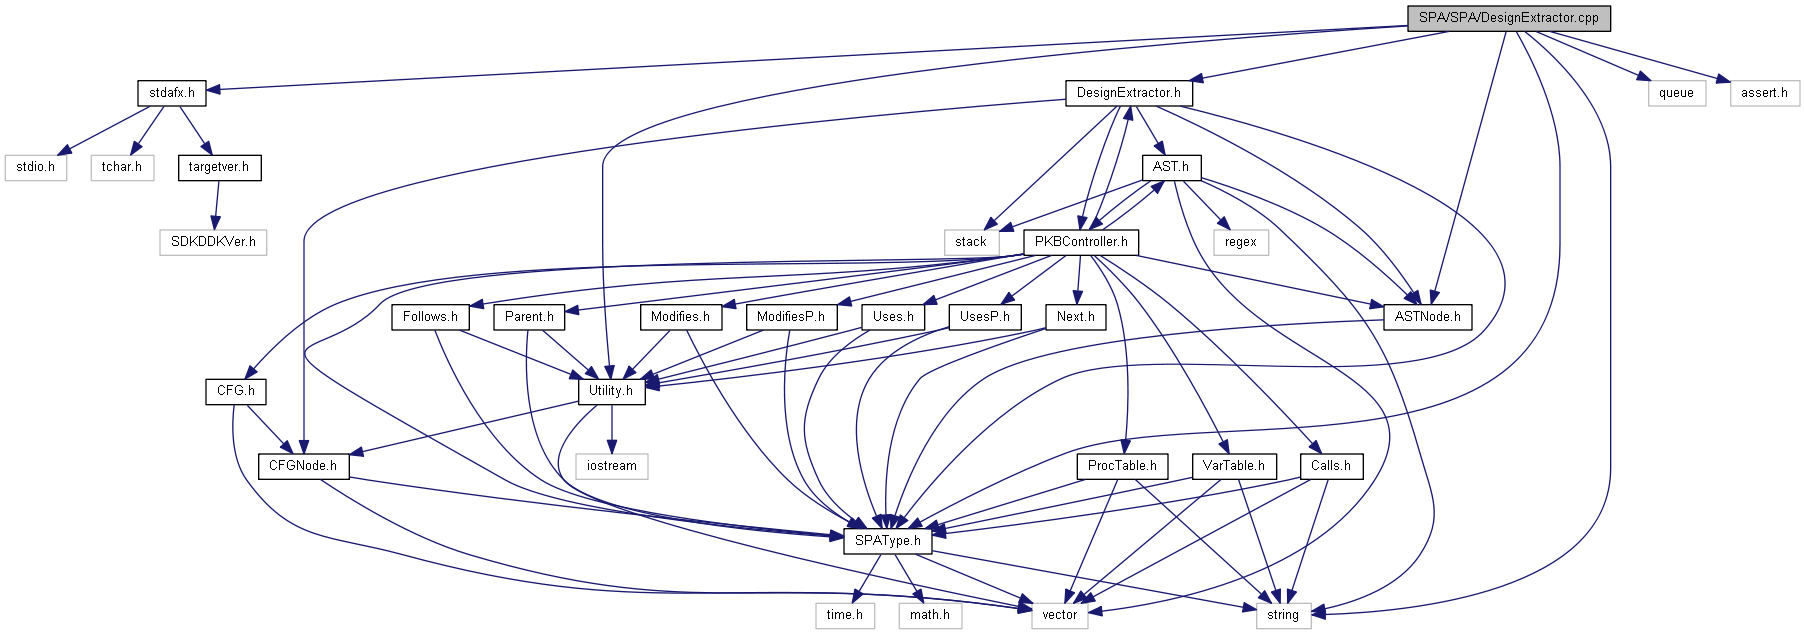 SPA/SPA/DesignExtractor.cpp
stdafx.h
DesignExtractor.h
queue
assert.h
stdio.h
tchar.h
targetver.h
AST.h
SDKDDKVer.h
stack
PKBController.h
regex
Follows.h
Parent.h
Modifies.h
ModifiesP.h
Uses.h
UsesP.h
Next.h
ASTNode.h
CFG.h
Utility.h
CFGNode.h
iostream
ProcTable.h
VarTable.h
Calls.h
SPAType.h
time.h
math.h
vector
string